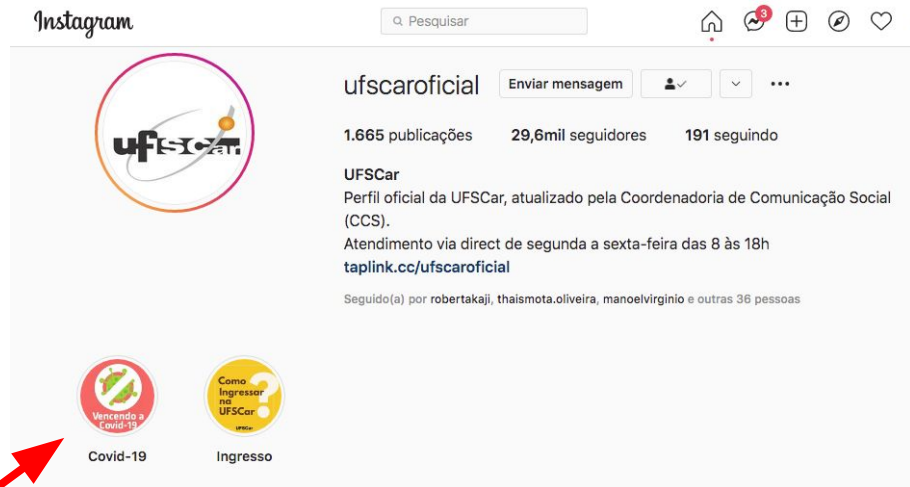 Instagram
Pesquisar
3
ufscaroficial Enviar mensagem
1.665 publicações 29,6mil seguidores 191 seguindo
UFSCar
Perfil oficial da UFSCar, atualizado pela Coordenadoria de Comunicação Social
(CCS).
Atendimento via direct de segunda a sexta-feira das 8 às 18h
taplink.cc/ufscaroficial
Seguido(a) por robertakaji, thaismota.oliveira, manoelvirginio e outras 36 pessoas
ufscar
Vencendo a
Covid-19
Como
Ingressar
na
UFSCar
?
UFSCar
Covid-19 Ingresso